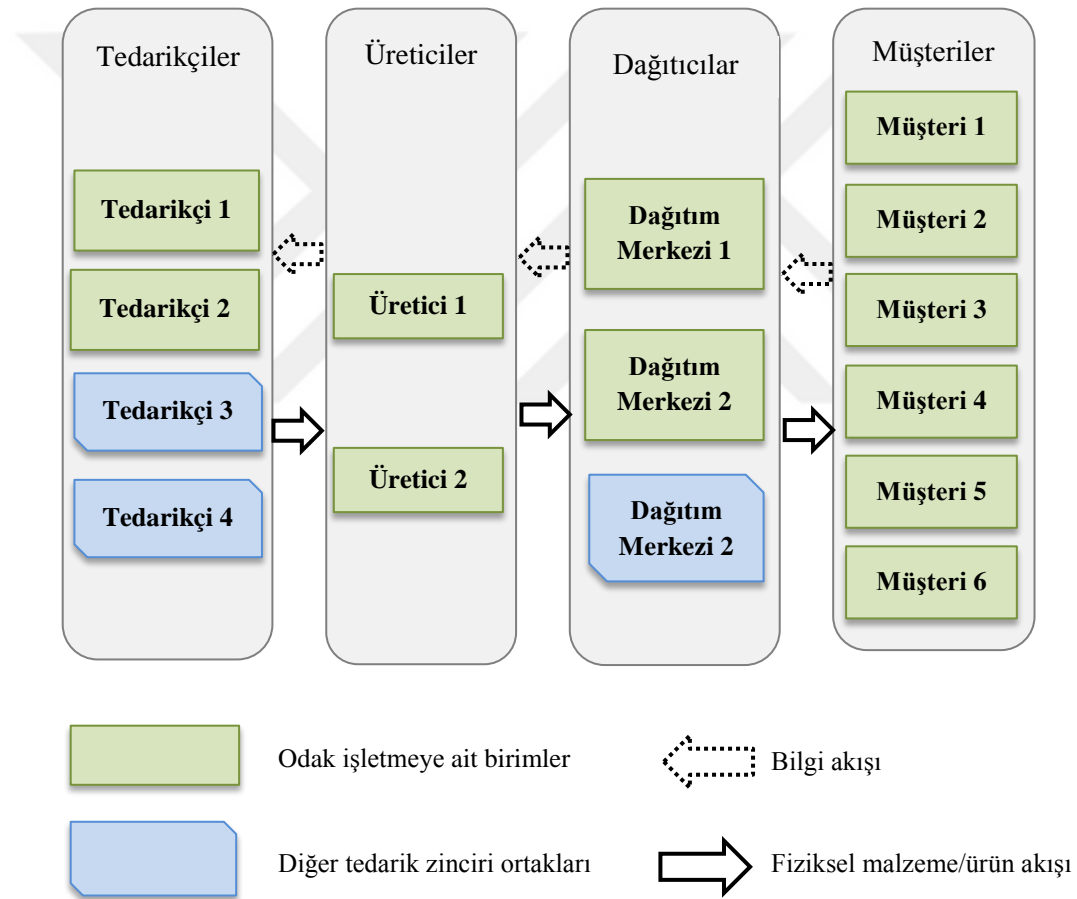 Tedarikçiler
Tedarikçi 1
Tedarikçi 2
Tedarikçi 3
Tedarikçi 4
Üreticiler
Üretici 1
Üretici 2
Dağıtıcılar
Dağıtım
Merkezi 1
Dağıtım
Merkezi 2
Dağıtım
Merkezi 2
Müşteriler
Müşteri 1
Müşteri 2
Müşteri 3
Müşteri 4
Müşteri 5
Müşteri 6
Odak işletmeye ait birimler
Bilgi akışı
Diğer tedarik zinciri ortakları
Fiziksel malzeme/ürün akışı